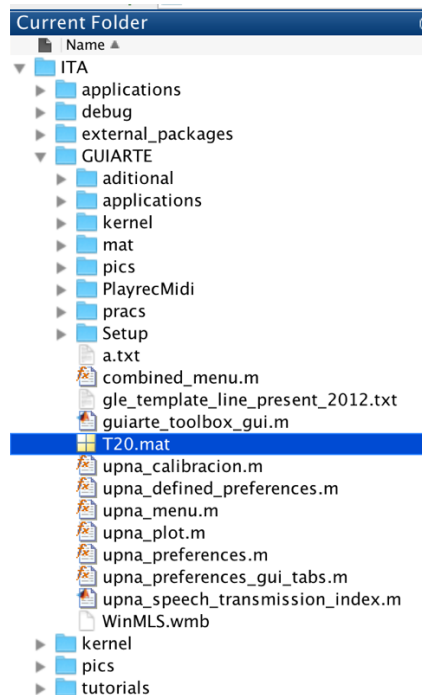 Current Folder
Name
ITA
applications
debug
external_packages
GUIARTE
aditional
applications
kernel
mat
pics
PlayrecMidi
pracs
Setup
a.txt
combined_menu.m
gle_template_line_present_2012.txt
guiarte_toolbox_gui.m
T20.mat
upna_calibracion.m
upna_defined_preferences.m
upna_menu.m
upna_plot.m
upna_preferences.m
upna_preferences_gui_tabs.m
upna_speech_transmission_index.m
WinMLS.wmb
kernel
pics
tutorials